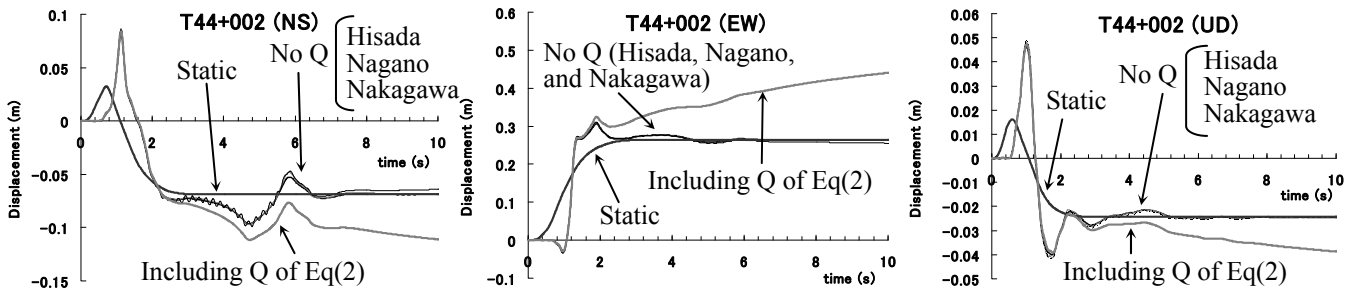 T44+002 (NS)
0.1
0.05
0
-0.05
-0.1
-0.15
Displacement (m)
0
2
4
6
8
10
time (s)
Static
No Q
Hisada
Nagano
Nakagawa
Including Q of Eq(2)
T44+002 (EW)
0.6
0.5
0.4
0.3
0.2
0.1
0
-0.1
Displacement (m)
0
2
4
6
8
10
time (s)
No Q (Hisada, Nagano,
and Nakagawa)
Including Q of Eq(2)
Static
T44+002 (UD)
0.06
0.05
0.04
0.03
0.02
0.01
0
-0.01
-0.02
-0.03
-0.04
-0.05
Displacement (m)
0
2
4
6
8
10
time (s)
Static
No Q
Hisada
Nagano
Nakagawa
Including Q of Eq(2)